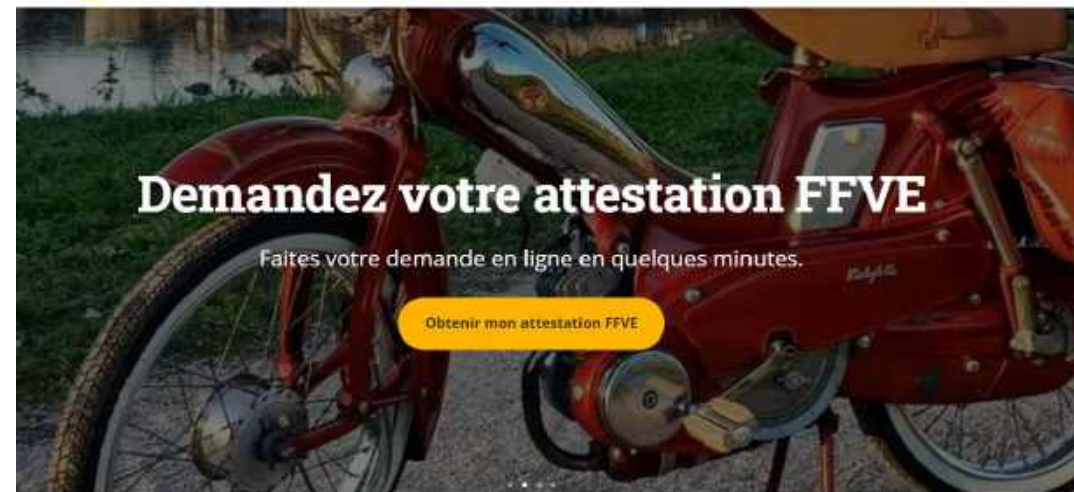 Demandez votre attestation FFVE
Faites votre demande en ligne en quelques minutes.
Obtenir mon attestation FFVE